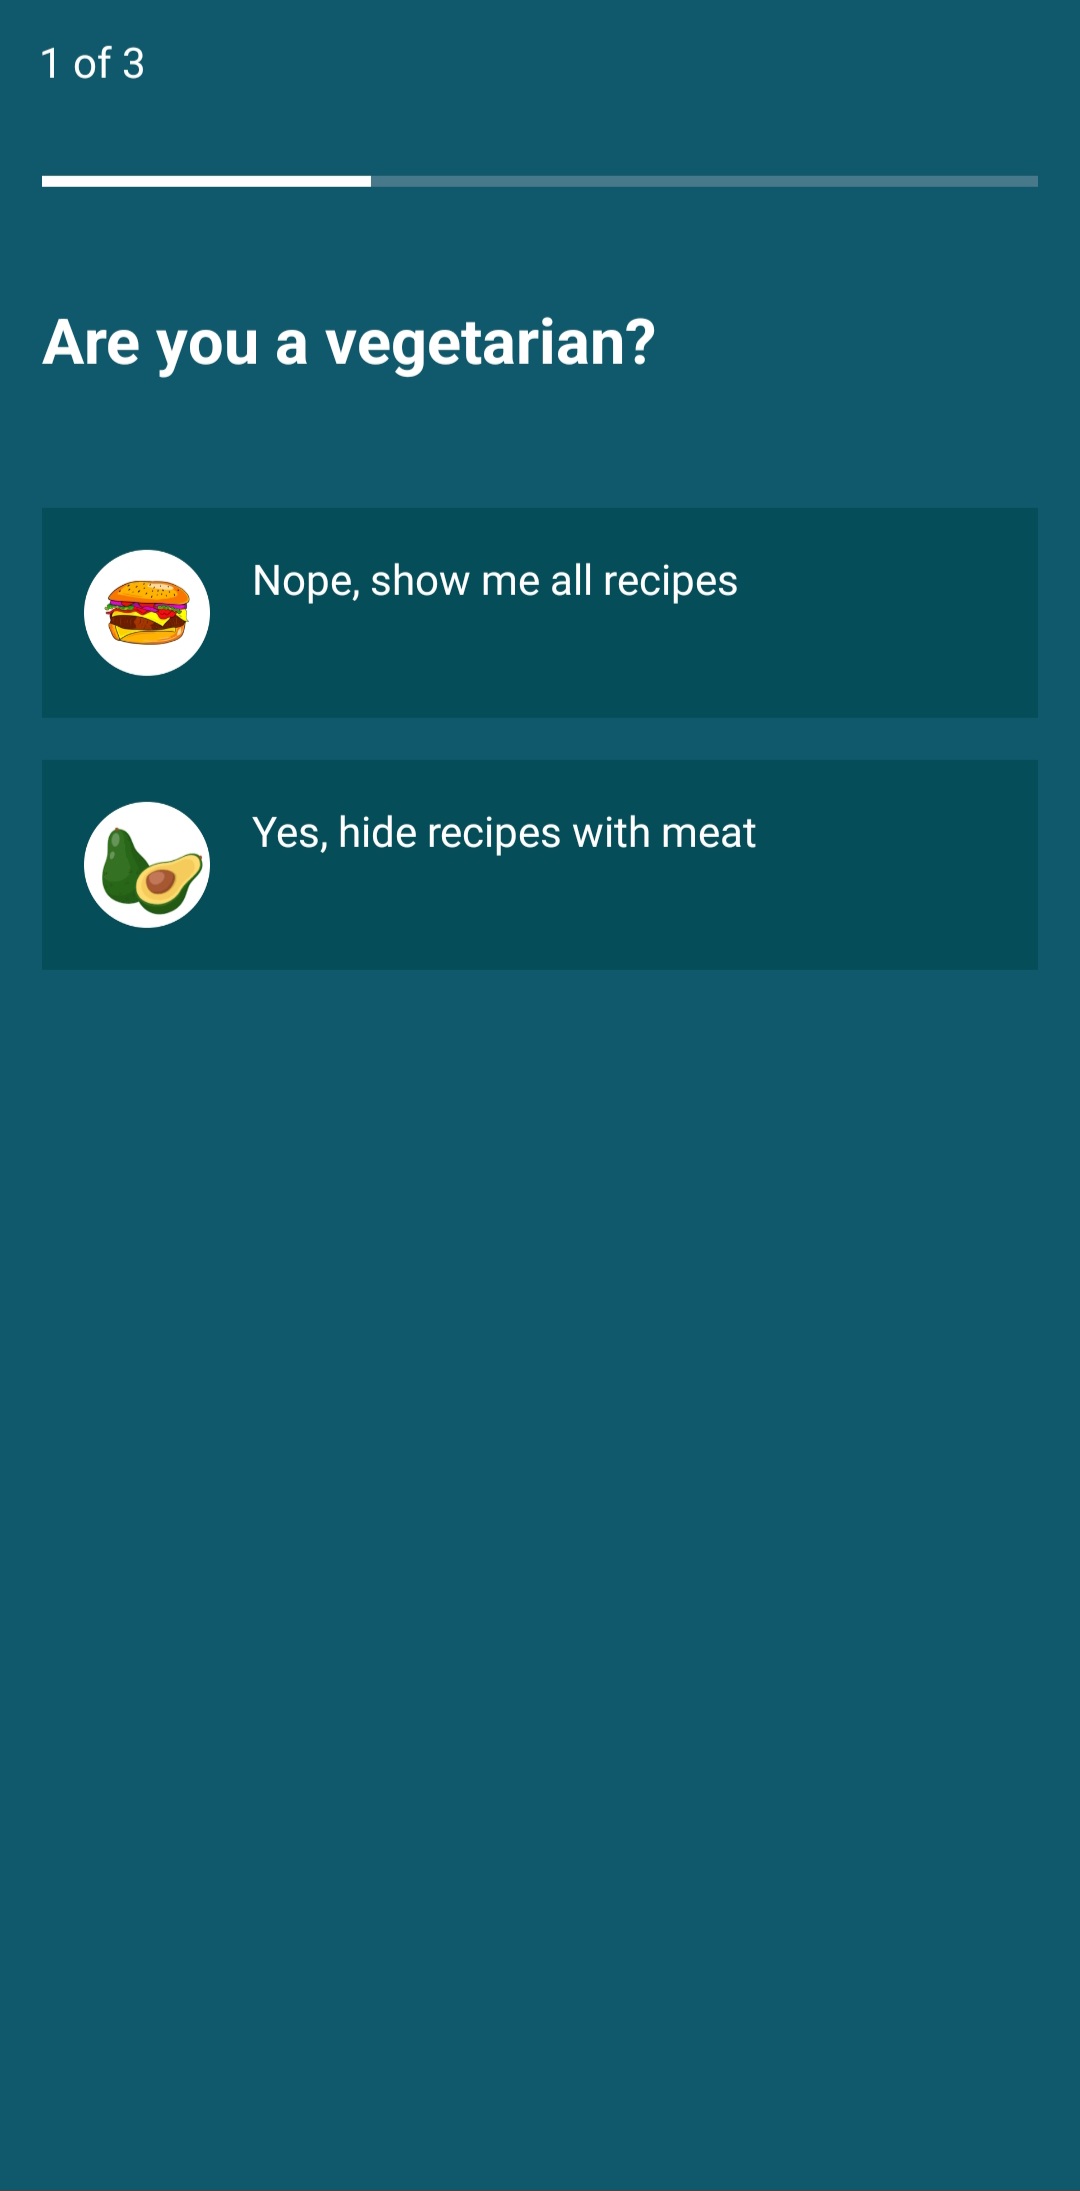 1 of 3
Are you a vegetarian?
Nope, show me all recipes
Yes, hide recipes with meat